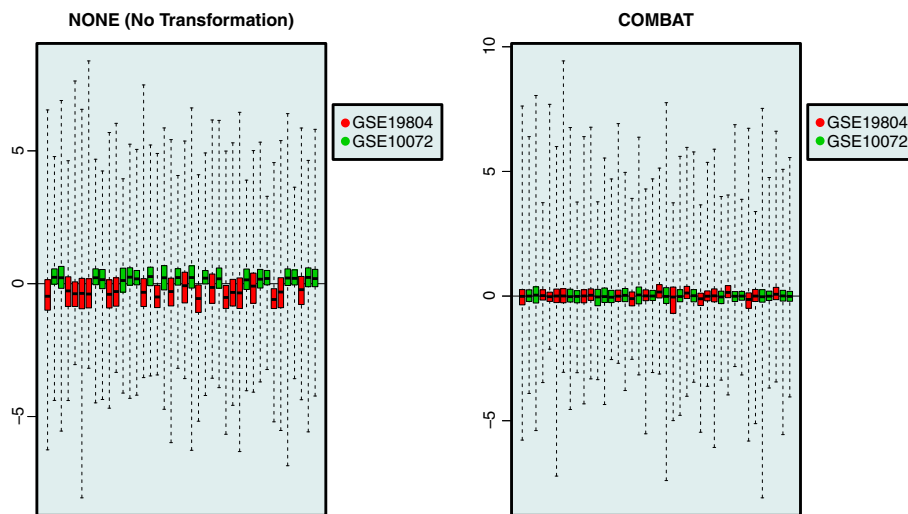 NONE (No Transformation)
5
0
−5
GSE19804
GSE10072
COMBAT
10
5
0
−5
GSE19804
GSE10072